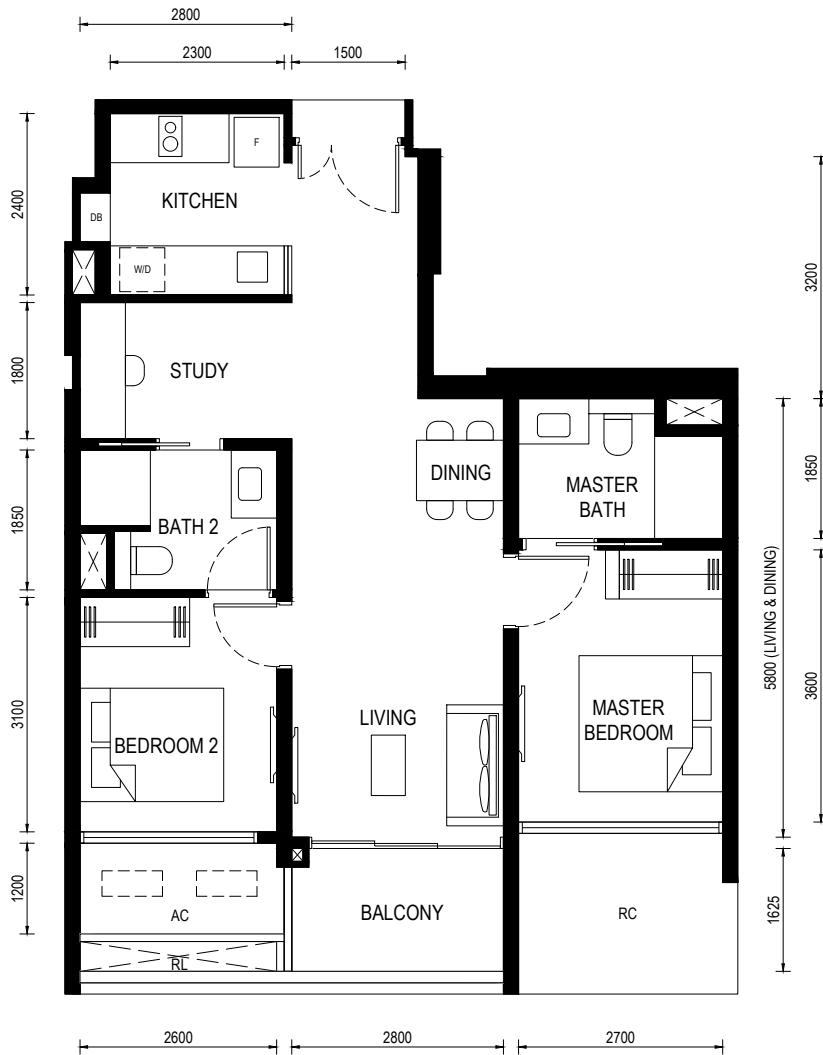 2800
2300
1500
F
KITCHEN
2400
DB
W/D
3200
STUDY
1800
DINING
MASTER
BATH
1850
BATH 2
1850
5800 (LIVING & DINING)
3600
3100
LIVING
MASTER
BEDROOM
BEDROOM 2
1200
AC
BALCONY
RC
1625
RL
2600
2800
2700